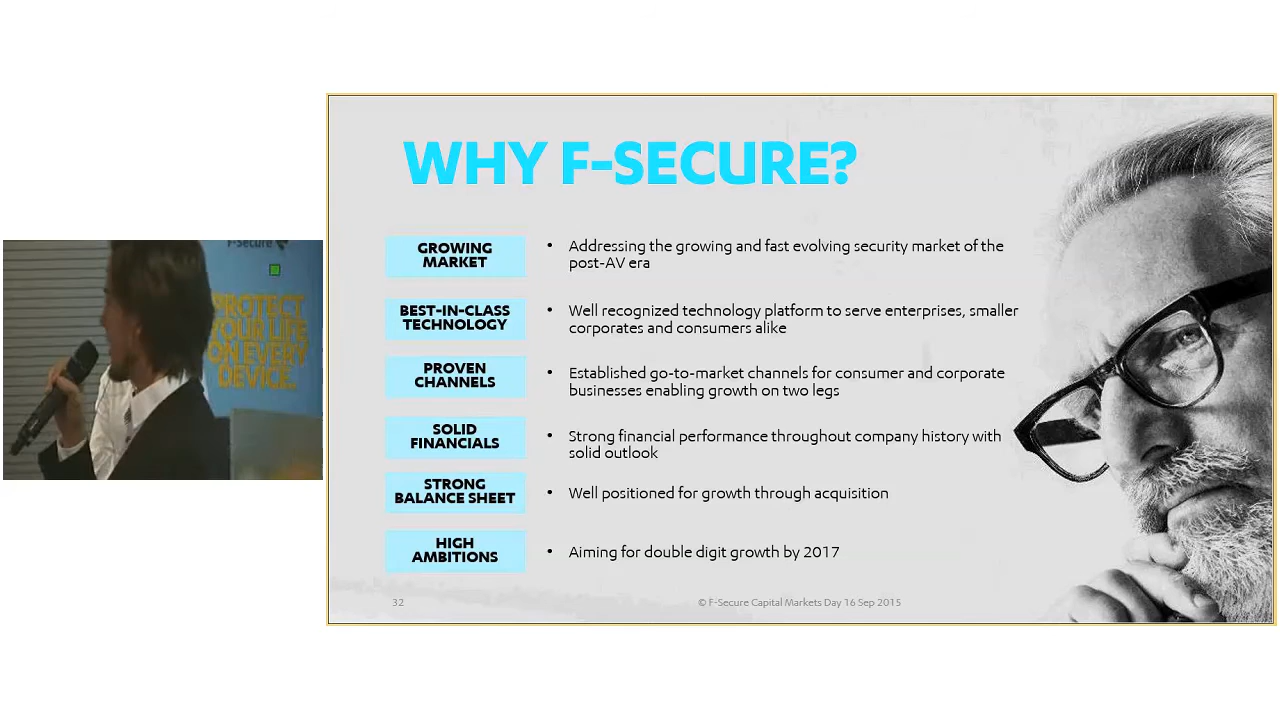 F-Secure
PROTECT
YOUR LIFE
ON EVERY
DEVICE.
WHY F-SECURE?
GROWING
MARKET
• Addressing the growing and fast evolving security market of the
post-AV era
BEST-IN-CLASS
TECHNOLOGY
• Well recognized technology platform to serve enterprises, smaller
corporates and consumers alike
PROVEN
CHANNELS
• Established go-to-market channels for consumer and corporate
businesses enabling growth on two legs
SOLID
FINANCIALS
• Strong financial performance throughout company history with
solid outlook
STRONG
BALANCE SHEET
• Well positioned for growth through acquisition
HIGH
AMBITIONS
• Aiming for double digit growth by 2017
32
© F-Secure Capital Markets Day 16 Sep 2015